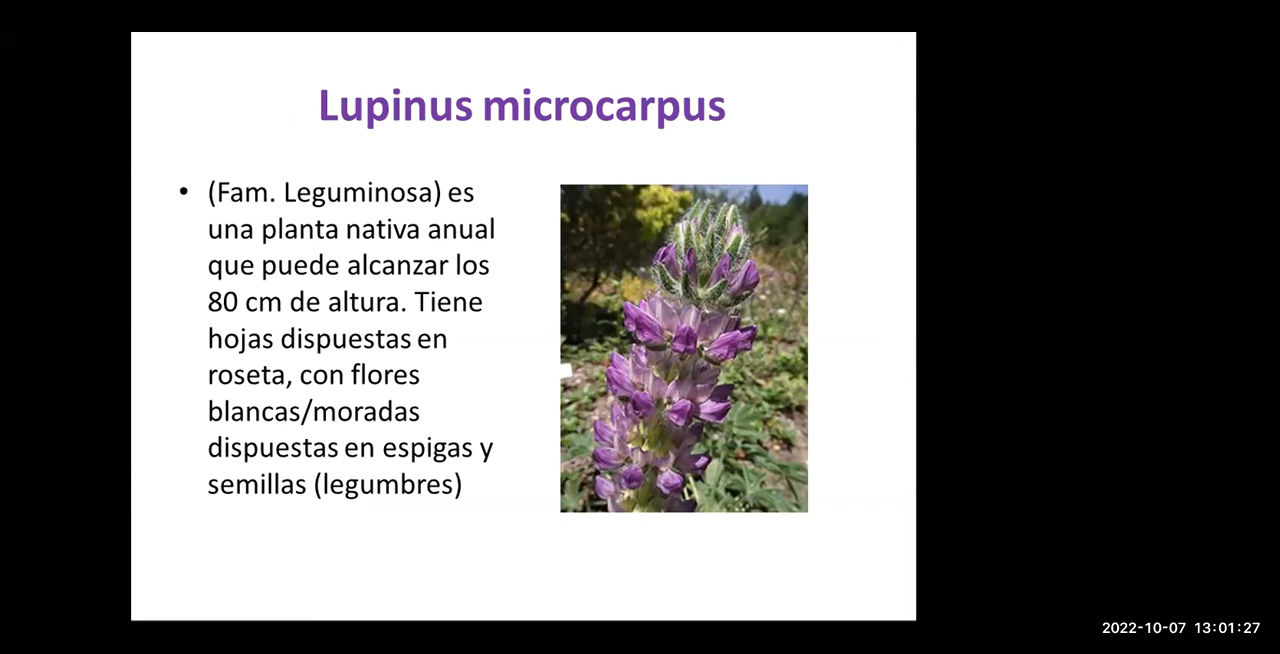 Lupinus microcarpus
• (Fam. Leguminosa) es
una planta nativa anual
que puede alcanzar los
80 cm de altura. Tiene
hojas dispuestas en
roseta, con flores
blancas/moradas
dispuestas en espigas y
semillas (legumbres)
2022-10-07 13:01:27